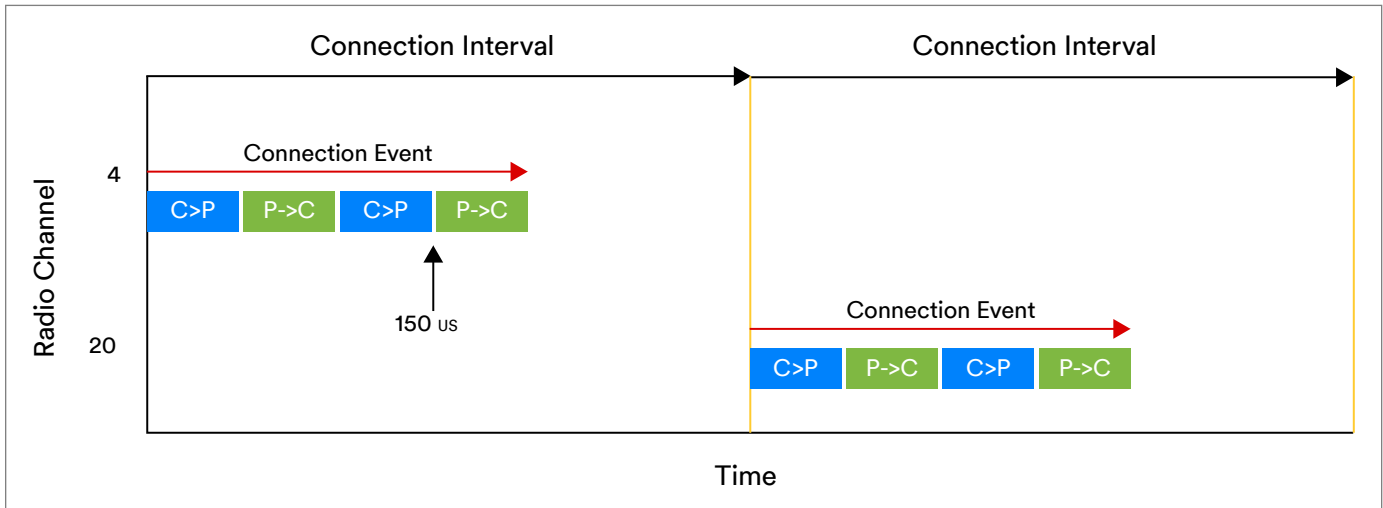 Connection Interval
Connection Interval
Connection Event
4
C>P P->C C>P P->C
150 US
Radio Channel
Connection Event
20
C>P P->C C>P P->C
Time